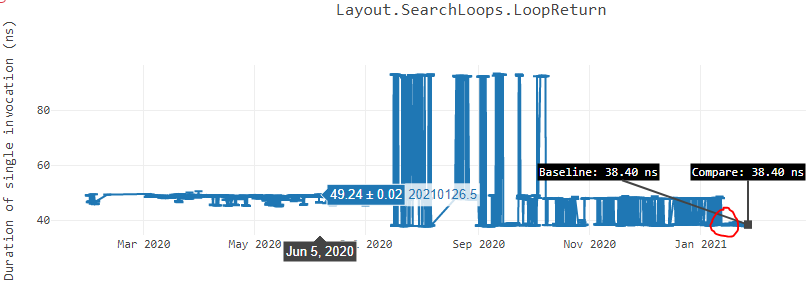 Layout.SearchLoops.LoopReturn
Duration of single invocation (ns)
80
60
40
Baseline: 38.40 ns
Compare: 38.40 ns
49.24 ± 0.02
20210126.5
Mar 2020
May 2020
Jun 5, 2020
2020
Sep 2020
Nov 2020
Jan 2021